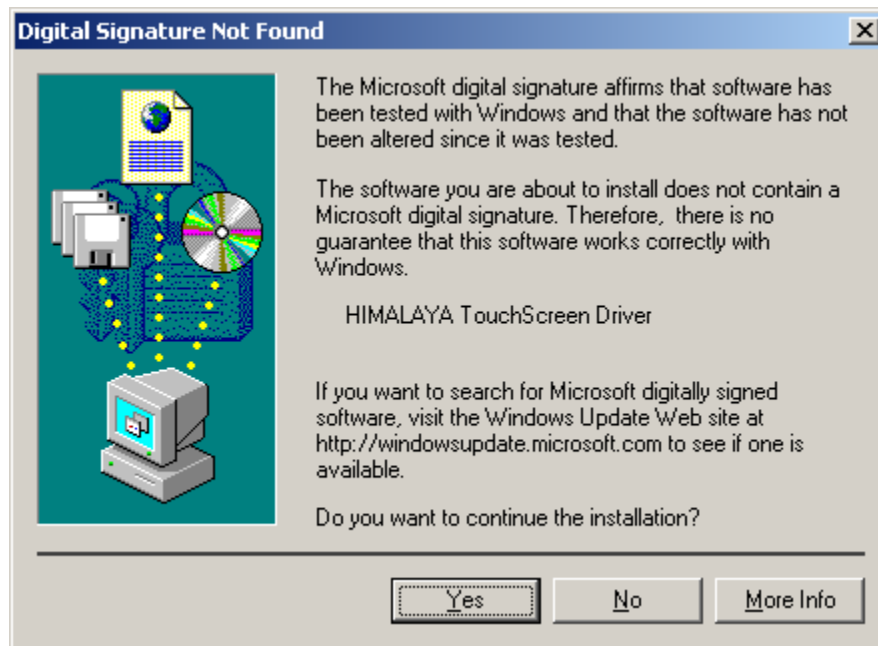 Digital Signature Not Found
The Microsoft digital signature affirms that software has
been tested with Windows and that the software has not
been altered since it was tested.
The software you are about to install does not contain a
Microsoft digital signature. Therefore,  there is no
guarantee that this software works correctly with
Windows.
HIMALAYA TouchScreen Driver
If you want to search for Microsoft digitally signed
software, visit the Windows Update Web site at
http://windowsupdate.microsoft.com to see if one is
available.
Do you want to continue the installation?
Yes No More Info